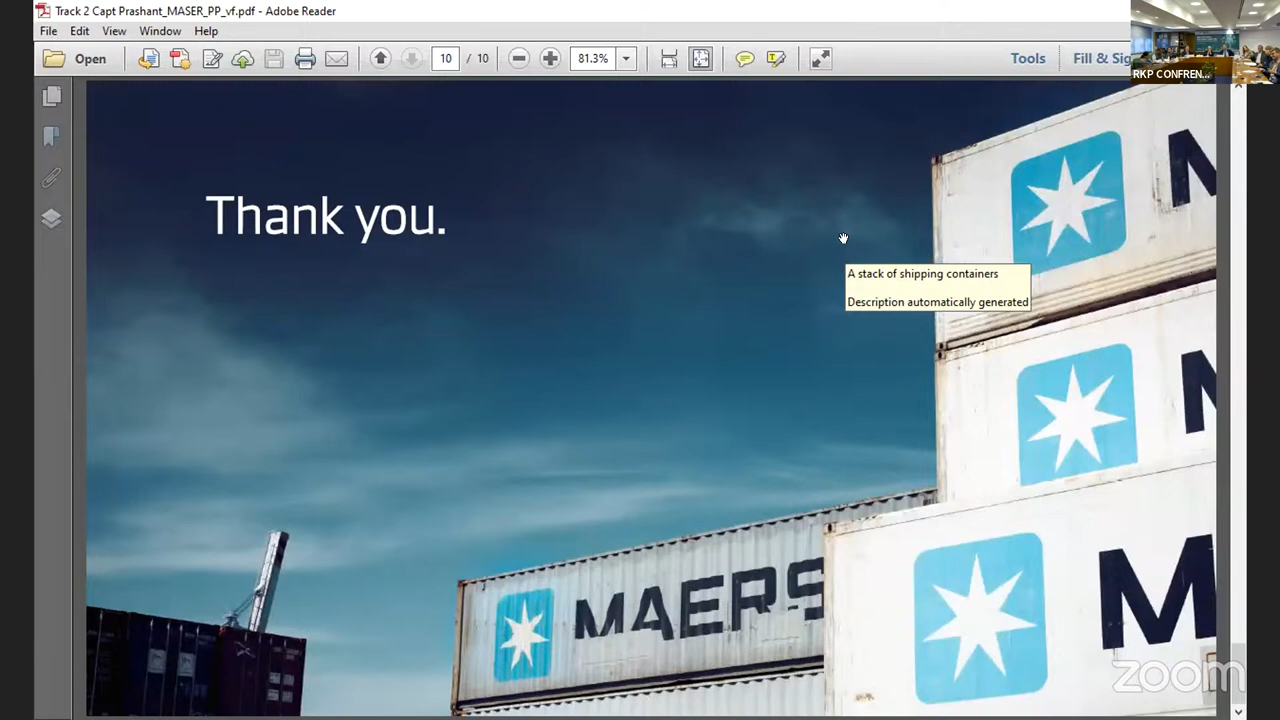 Track 2 Capt Prashant_MASER_PP_vf.pdf - Adobe Reader
File Edit View Window Help
Open 10 / 10 81.3% Tools Fill & Sig
RKP CONFREN...
Thank you.
A stack of shipping containers
Description automatically generated
M
M
MAERS
M
zoom